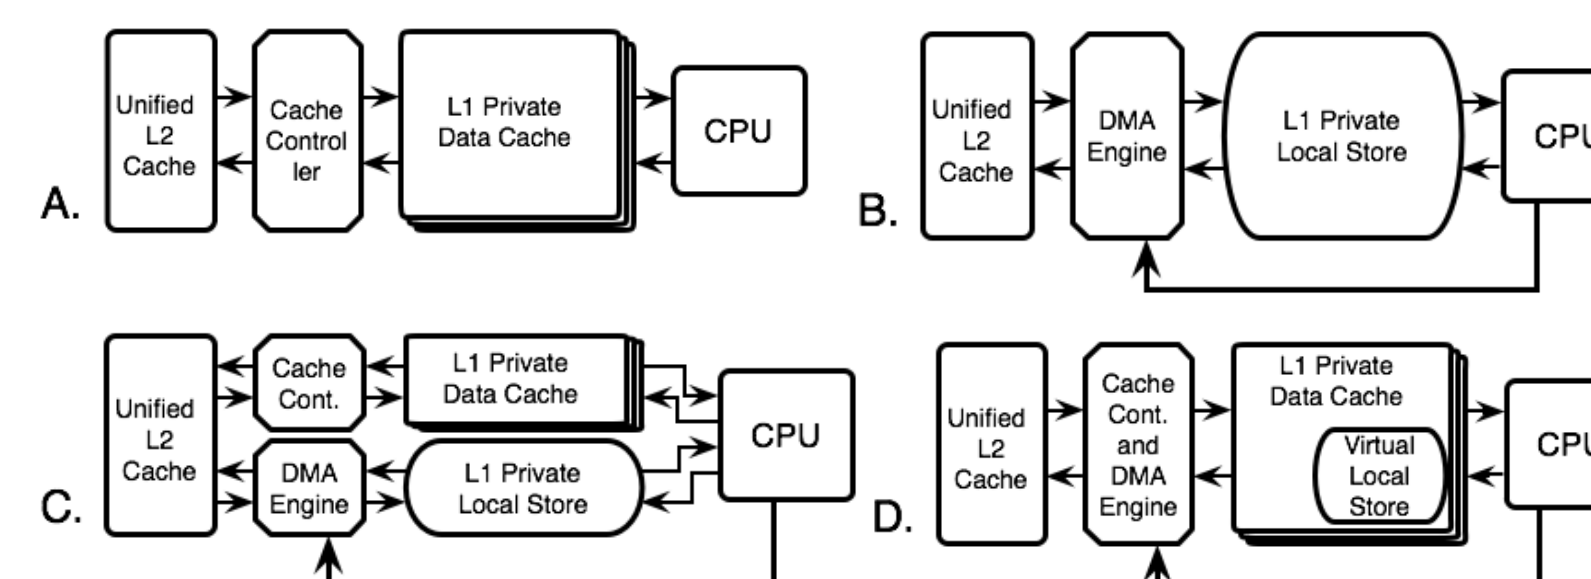 Unified
L2
Cache
Cache
Control
ler
L1 Private
Data Cache
CPU
A.
Unified
L2
Cache
DMA
Engine
L1 Private
Local Store
CPU
B.
Unified
L2
Cache
Cache
Cont.
L1 Private
Data Cache
DMA
Engine
L1 Private
Local Store
CPU
C.
Unified
L2
Cache
Cache
Cont.
and
DMA
Engine
L1 Private
Data Cache
Virtual
Local
Store
CPU
D.